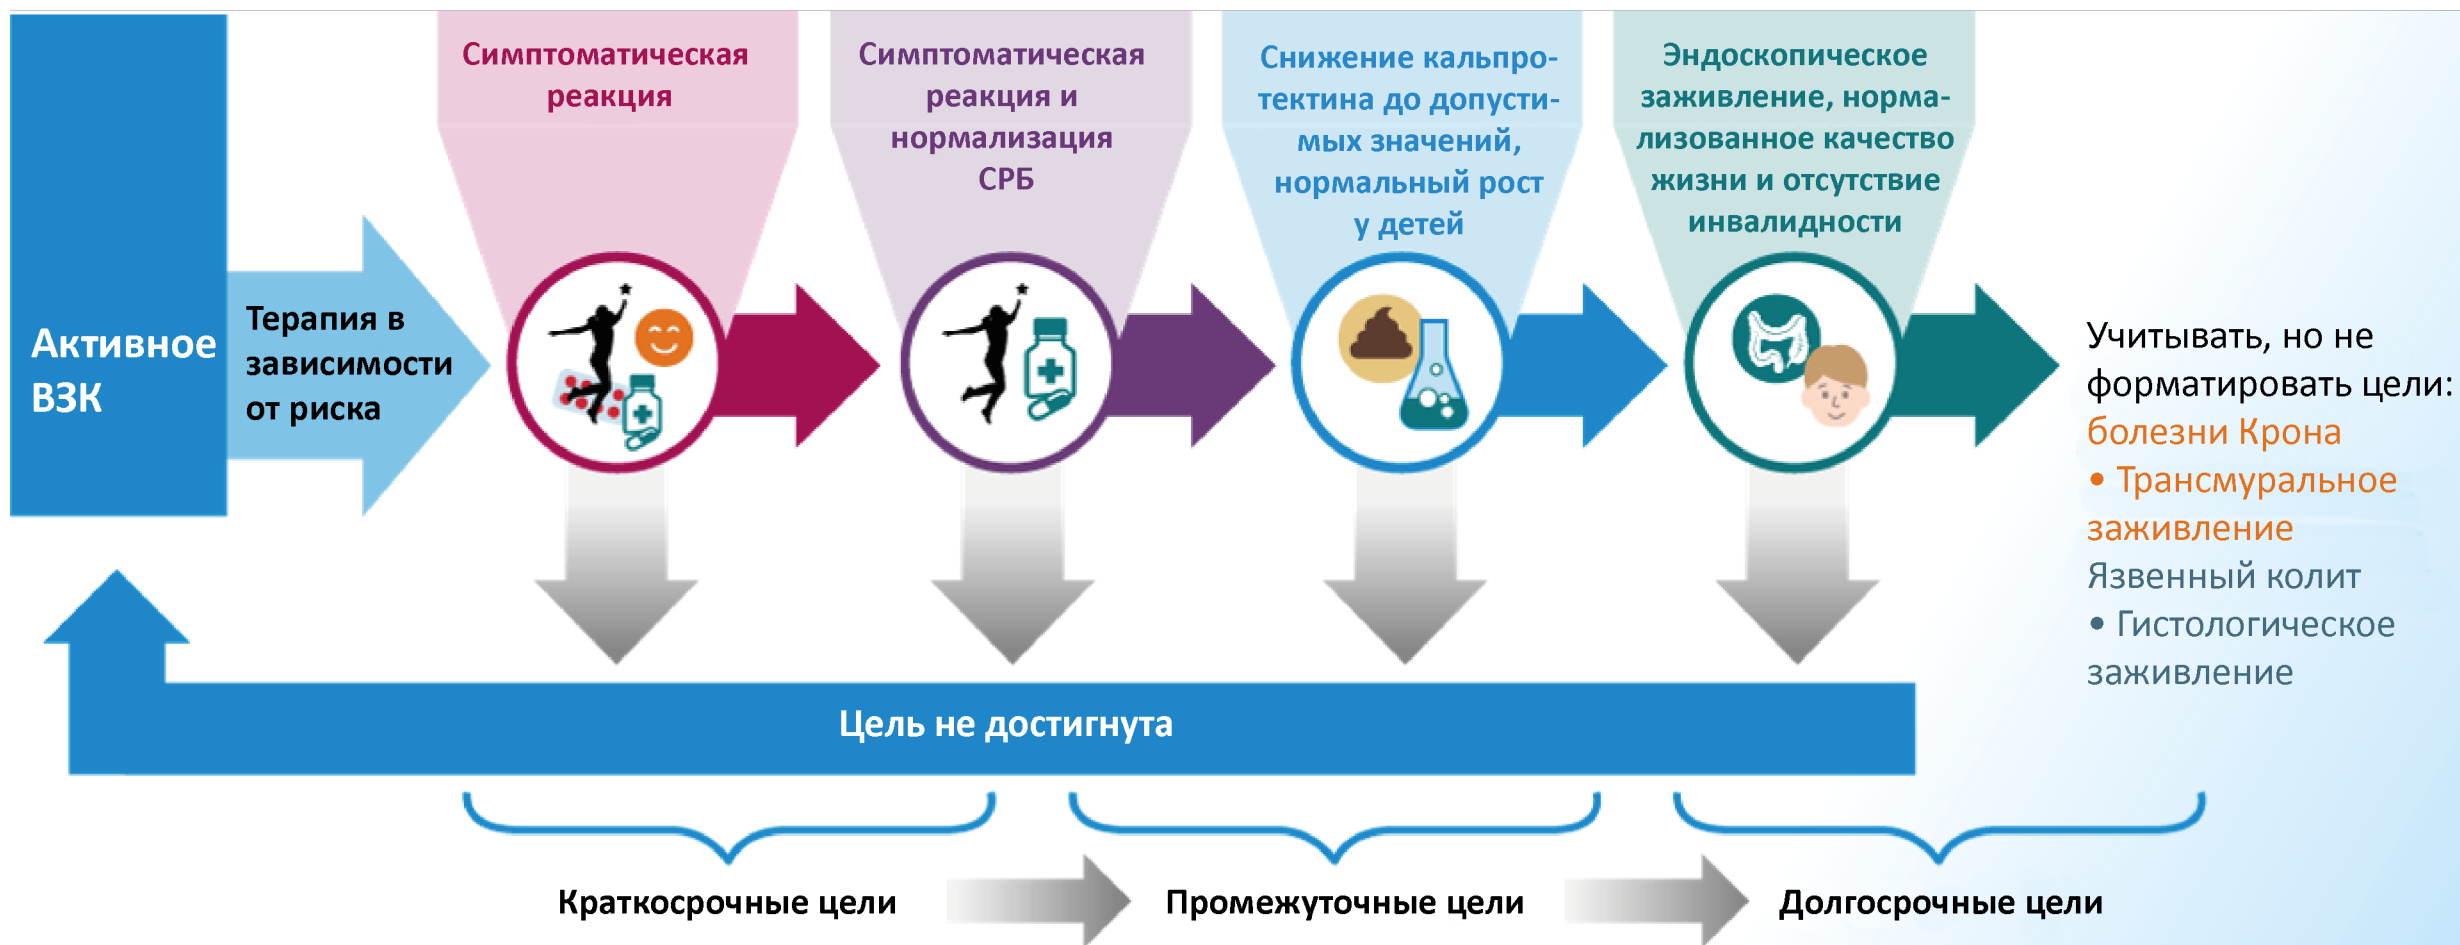 Активное
ВЗК
Терапия в
зависимости
от риска
Симптоматическая
реакция
Симптоматическая
реакция и
нормализация
СРБ
Снижение кальпро-
тектина до допусти-
мых значений,
нормальный рост
у детей
Эндоскопическое
заживление, норма-
лизованное качество
жизни и отсутствие
инвалидности
Учитывать, но не
форматировать цели:
болезни Крона
• Трансмуральное
заживление
Язвенный колит
• Гистологическое
заживление
Цель не достигнута
Краткосрочные цели
Промежуточные цели
Долгосрочные цели